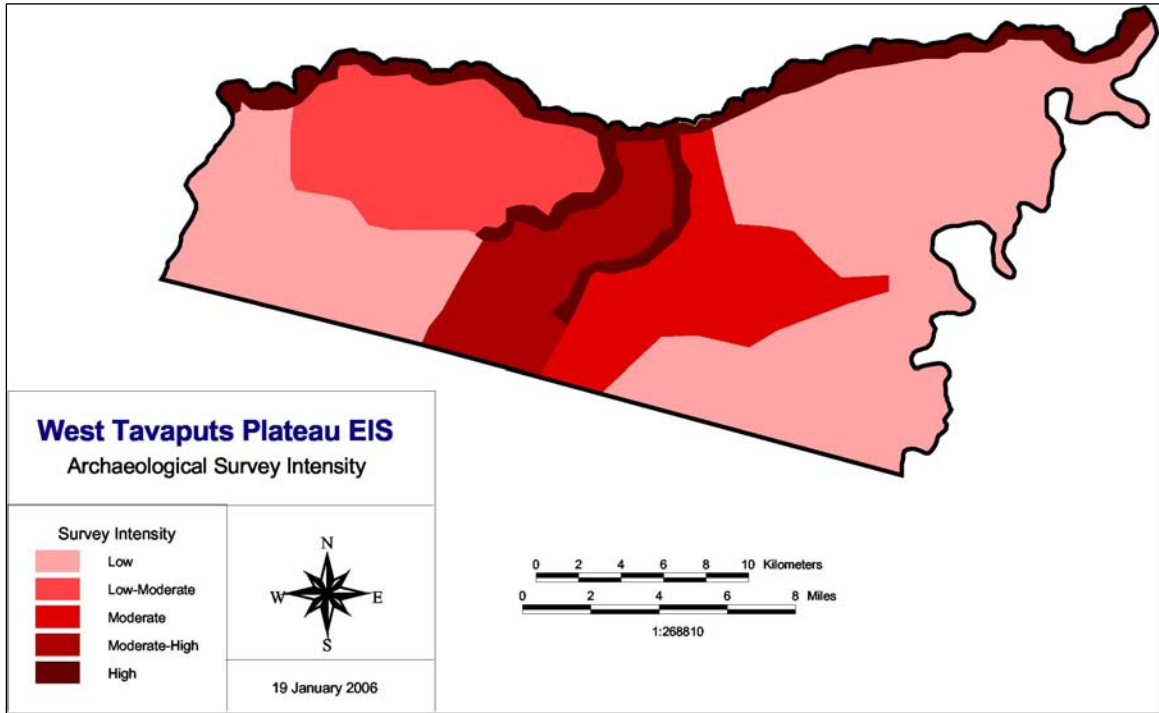 West Tavaputs Plateau EIS
Archaeological Survey Intensity
Survey Intensity
Low
Low-Moderate
Moderate
Moderate-High
High
N
W E
S
19 January 2006
0 2 4 6 8 10 Kilometers
0 2 4 6 8 Miles
1:268810